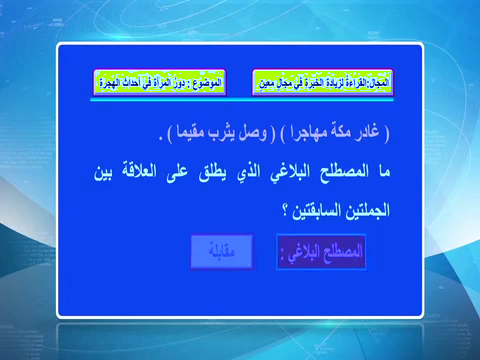 المجال:القراءة لزيادة الخبرة في مجال معين
الموضوع : دور المرأة في أحداث الهجرة
( غادر مكة مهاجرا ) ( وصل يثرب مقيما ) .
ما المصطلح البلاغي الذي يطلق على العلاقة بين
الجملتين السابقتين ؟
المصطلح البلاغي :
مقابلة